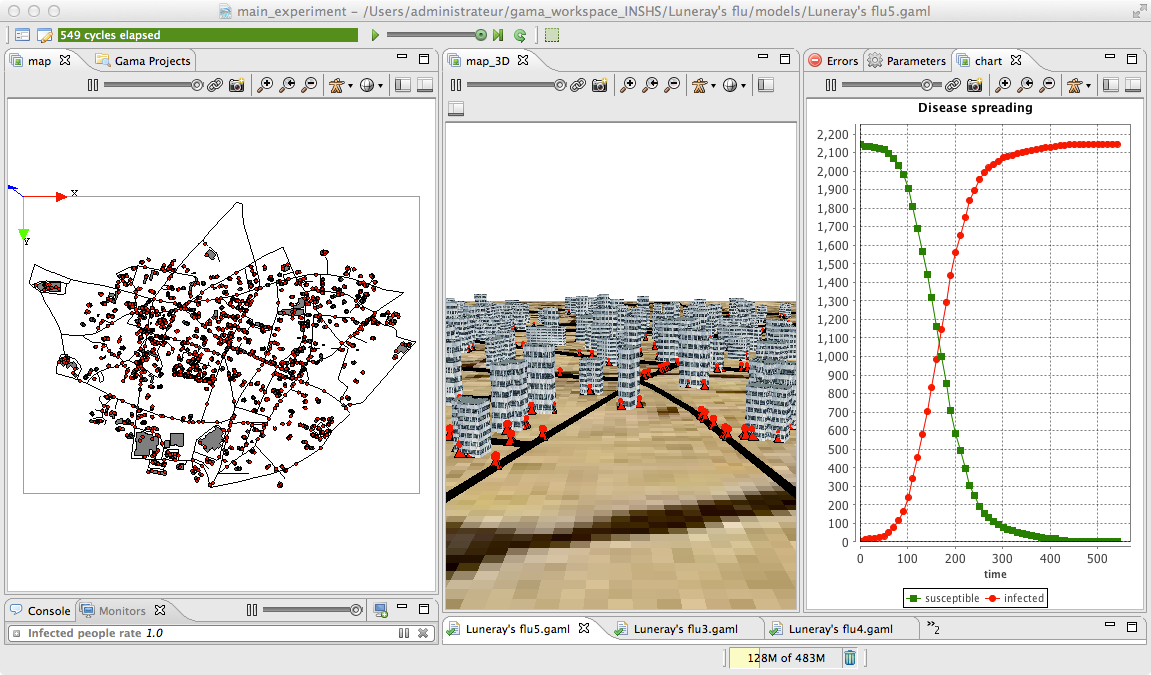 main_experiment – /Users/administrateur/gama_workspace_INSHS/Luneray's flu/models/Luneray's flu5.gaml
549 cycles elapsed
map
Gama Projects
X
Y
map_3D
Errors
Parameters
chart
Disease spreading
2,200
2,100
2,000
1,900
1,800
1,700
1,600
1,500
1,400
1,300
1,200
1,100
1,000
900
800
700
600
500
400
300
200
100
0
0 100 200 300 400 500
time
susceptible infected
Console
Monitors
Infected people rate 1.0
Luneray's flu5.gaml
Luneray's flu3.gaml
Luneray's flu4.gaml
»2
128M of 483M